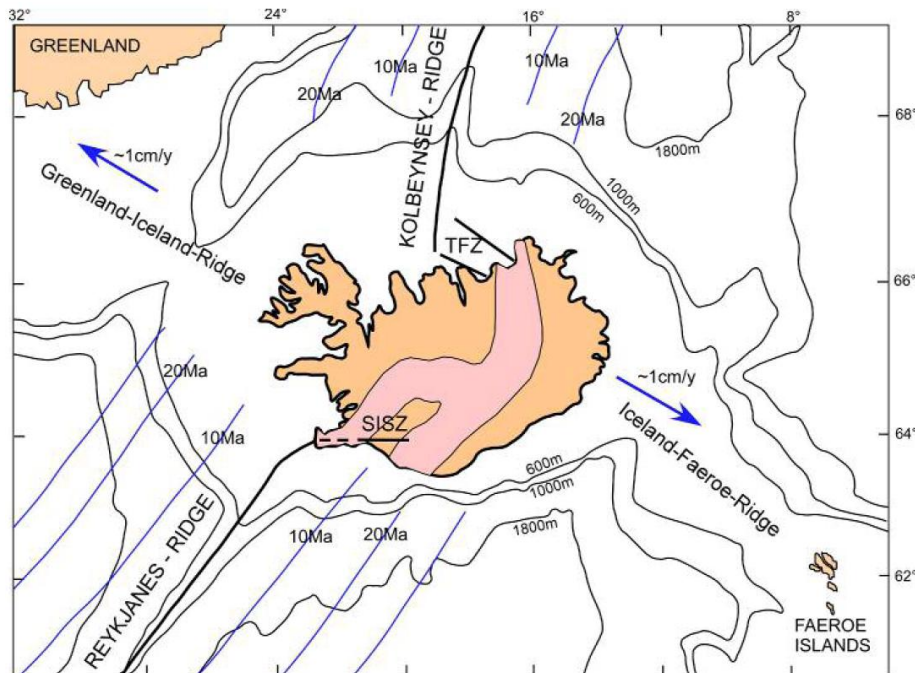 32°
24°
16°
8°
GREENLAND
10Ma
20Ma
KOLBEYNSEY - RIDGE
10Ma
20Ma
1800m
68°
~1cm/y
Greenland-Iceland-Ridge
1000m
600m
TFZ
66°
20Ma
10Ma
~1cm/y
Iceland-Faeroe-Ridge
SISZ
64°
600m
1000m
1800m
10Ma
20Ma
REYKJANES - RIDGE
62°
FAEROE
ISLANDS